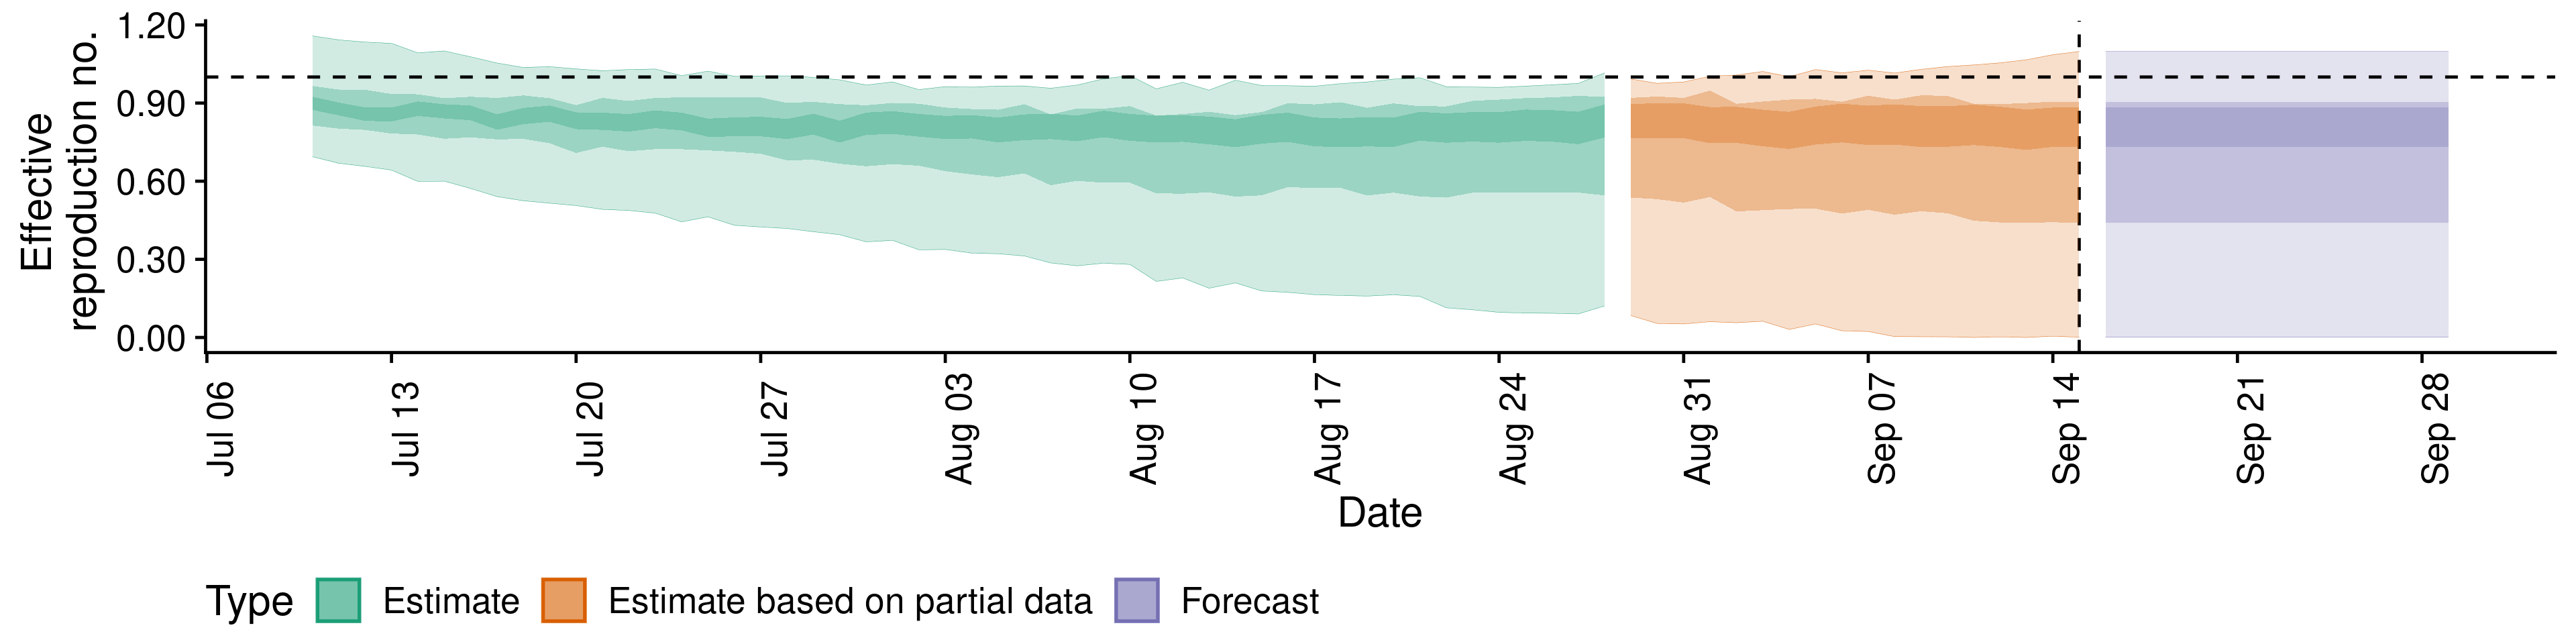 Effective
reproduction no.
1.20
0.90
0.60
0.30
0.00
Jul 06
Jul 13
Jul 20
Jul 27
Aug 03
Aug 10
Aug 17
Aug 24
Aug 31
Sep 07
Sep 14
Sep 21
Sep 28
Date
Type Estimate Estimate based on partial data Forecast